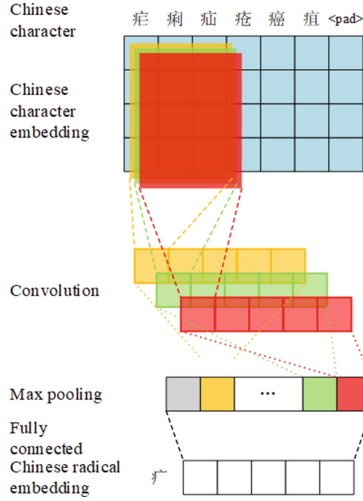 Chinese
character
疟 痢 疝 疮 癌 疽 <pad>
Chinese
character
embedding
Convolution
Max pooling
...
Fully
connected
Chinese radical
embedding
疒